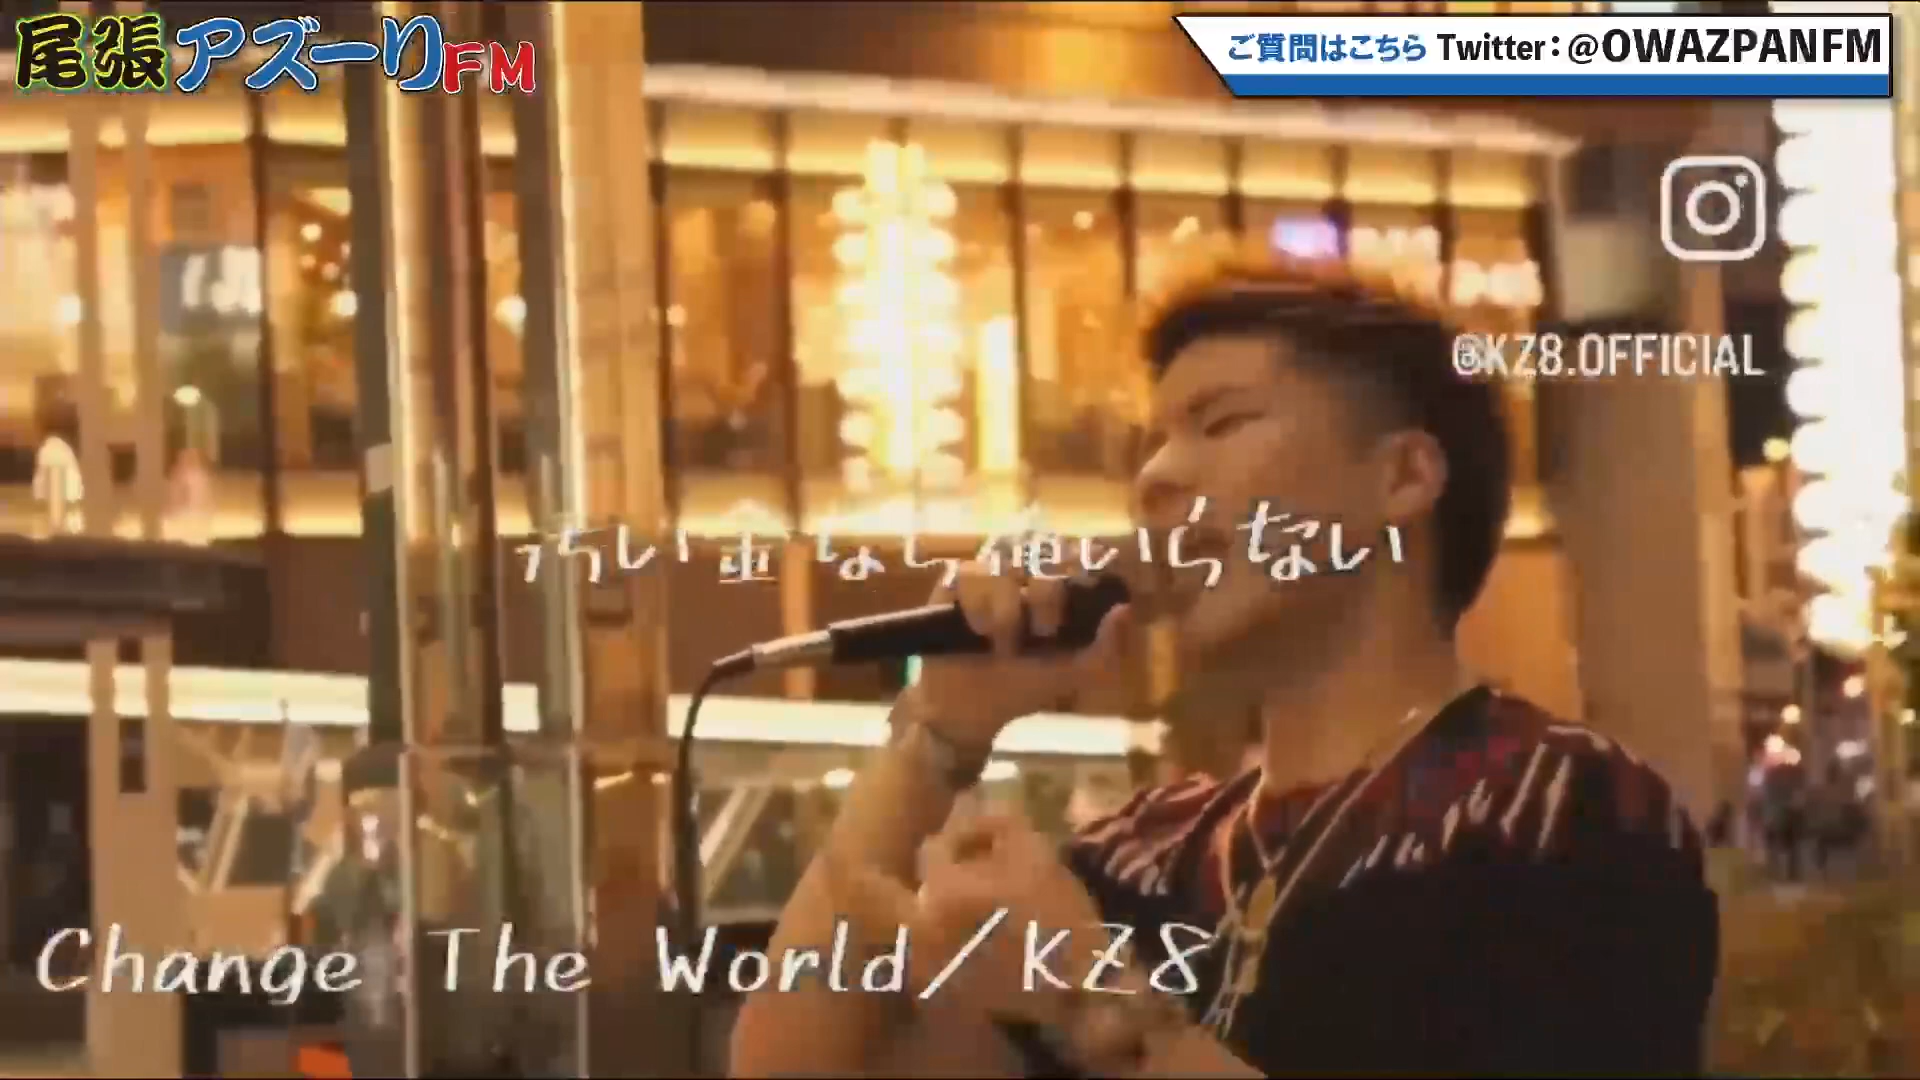 尾張アズーりFM
ご質問はこちら Twitter：@OWAZPANFM
@KZ8.OFFICIAL
汚い金なら俺いらない
Change The World/KZ8